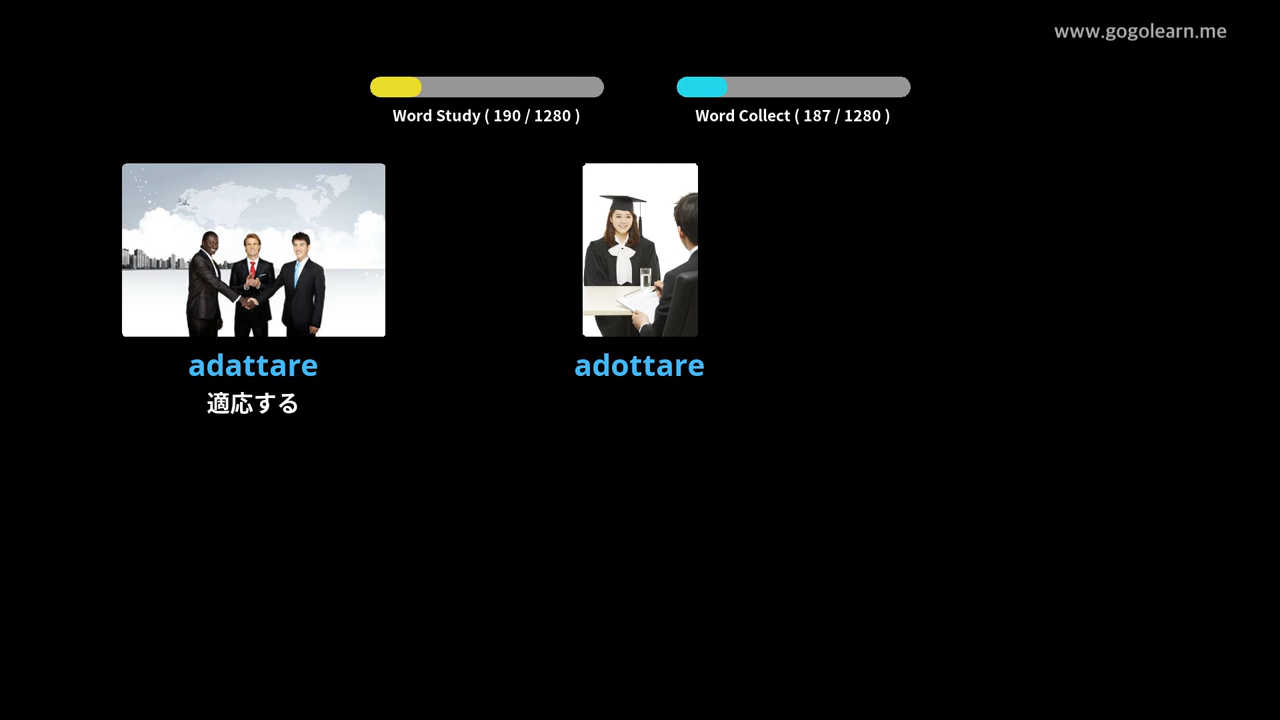 www.gogolearn.me
Word Study ( 190 / 1280 )
Word Collect ( 187 / 1280 )
adattare
適応する
adottare